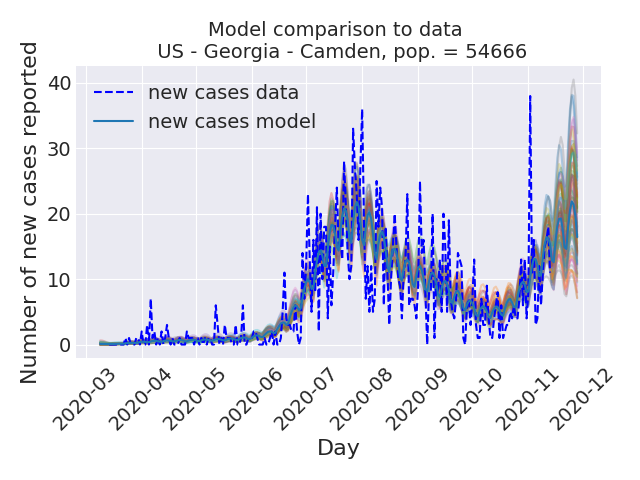 Model comparison to data
US - Georgia - Camden, pop. = 54666
Number of new cases reported
40
30
20
10
0
new cases data
new cases model
2020-03
2020-04
2020-05
2020-06
2020-07
2020-08
2020-09
2020-10
2020-11
2020-12
Day